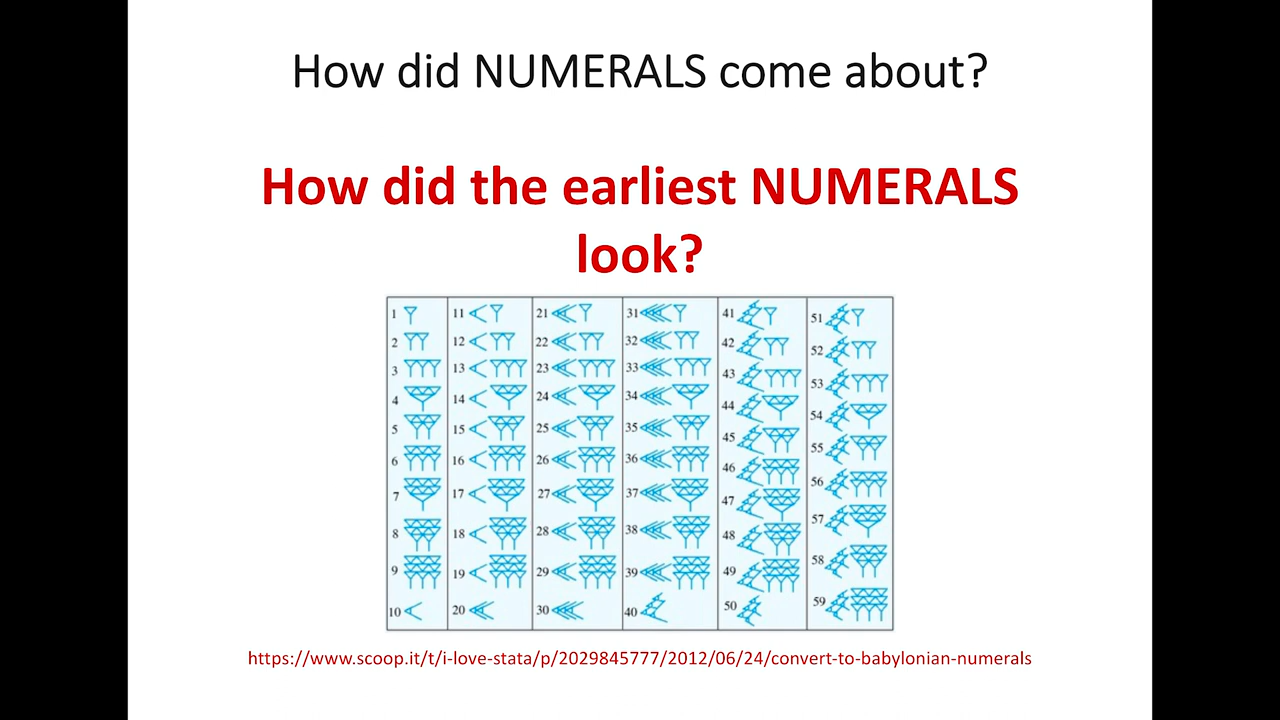 How did NUMERALS come about?
How did the earliest NUMERALS
look?
1 11 21 31 41 51
2 12 22 32 42 52
3 13 23 33 43 53
4 14 24 34 44 54
5 15 25 35 45 55
6 16 26 36 46 56
7 17 27 37 47 57
8 18 28 38 48 58
9 19 29 39 49 59
10 20 30 40 50
https://www.scoop.it/t/i-love-stata/p/2029845777/2012/06/24/convert-to-babylonian-numerals